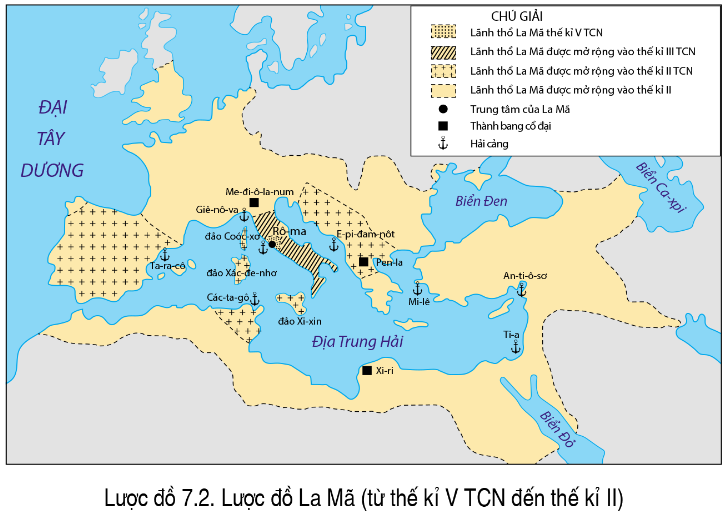 CHÚ GIẢI
Lãnh thổ La Mã thế kỉ V TCN
Lãnh thổ La Mã được mở rộng vào thế kỉ III TCN
Lãnh thổ La Mã được mở rộng vào thế kỉ II TCN
Lãnh thổ La Mã được mở rộng vào thế kỉ II
Trung tâm của La Mã
Thành bang cổ đại
Hải cảng
ĐẠI
TÂY
DƯƠNG
Biển Ca-xpi
Biển Đen
Me-đi-ô-la-num
Giê-nô-va
đảo Coóc-xơ
Rô-ma
E-pi-đam-nôt
Pen-la
Ta-ra-cô
đảo Xác-đe-nhơ
An-ti-ô-sơ
Mi-lê
Các-ta-gô
đảo Xi-xin
Địa Trung Hải
Ti-a
Xi-ri
Biển Đỏ
Lược đồ 7.2. Lược đồ La Mã (từ thế kỉ V TCN đến thế kỉ II)